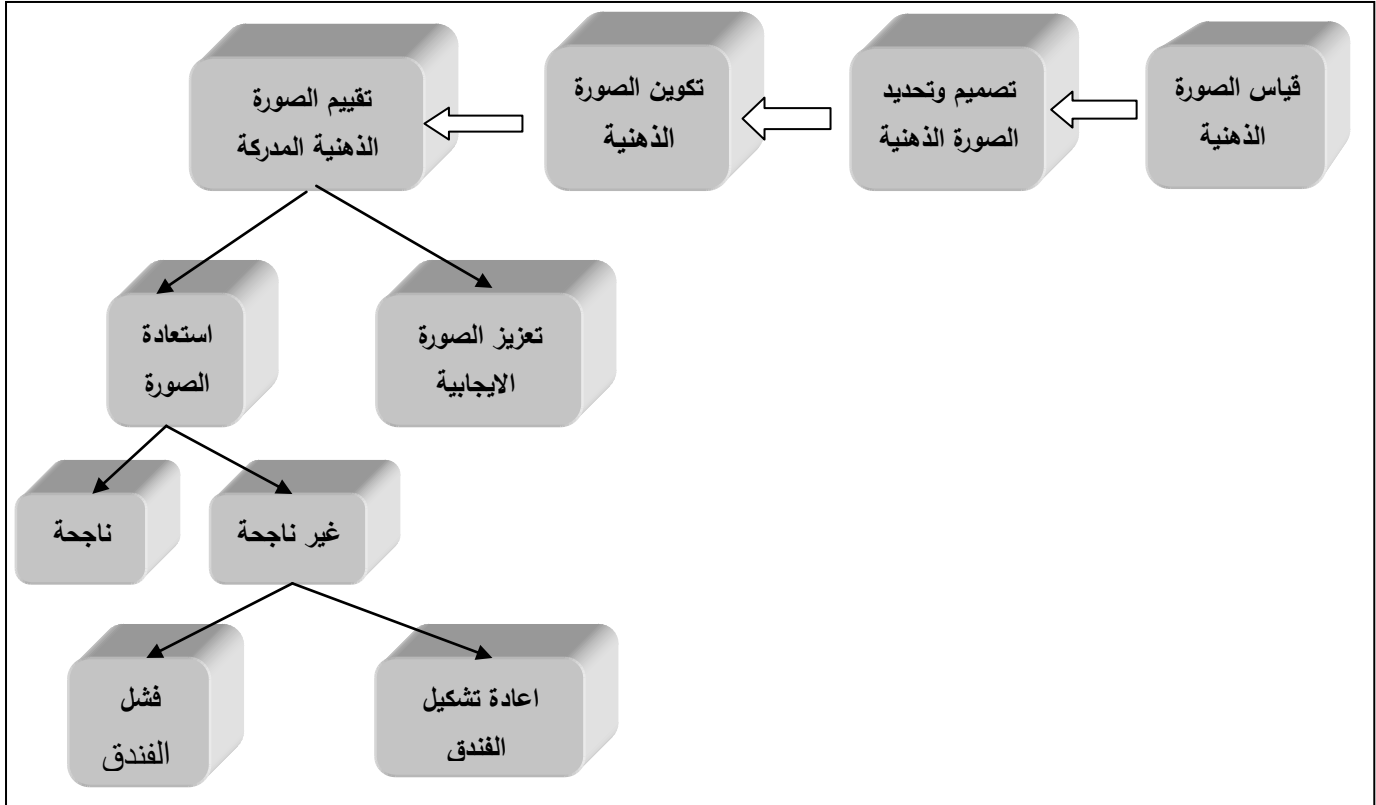 قياس الصورة
الذهنية
تصميم وتحديد
الصورة الذهنية
تكوين الصورة
الذهنية
تقييم الصورة
الذهنية المدركة
تعزيز الصورة
الايجابية
استعادة
الصورة
غير ناجحة
ناجحة
اعادة تشكيل
الفندق
فشل
الفندق